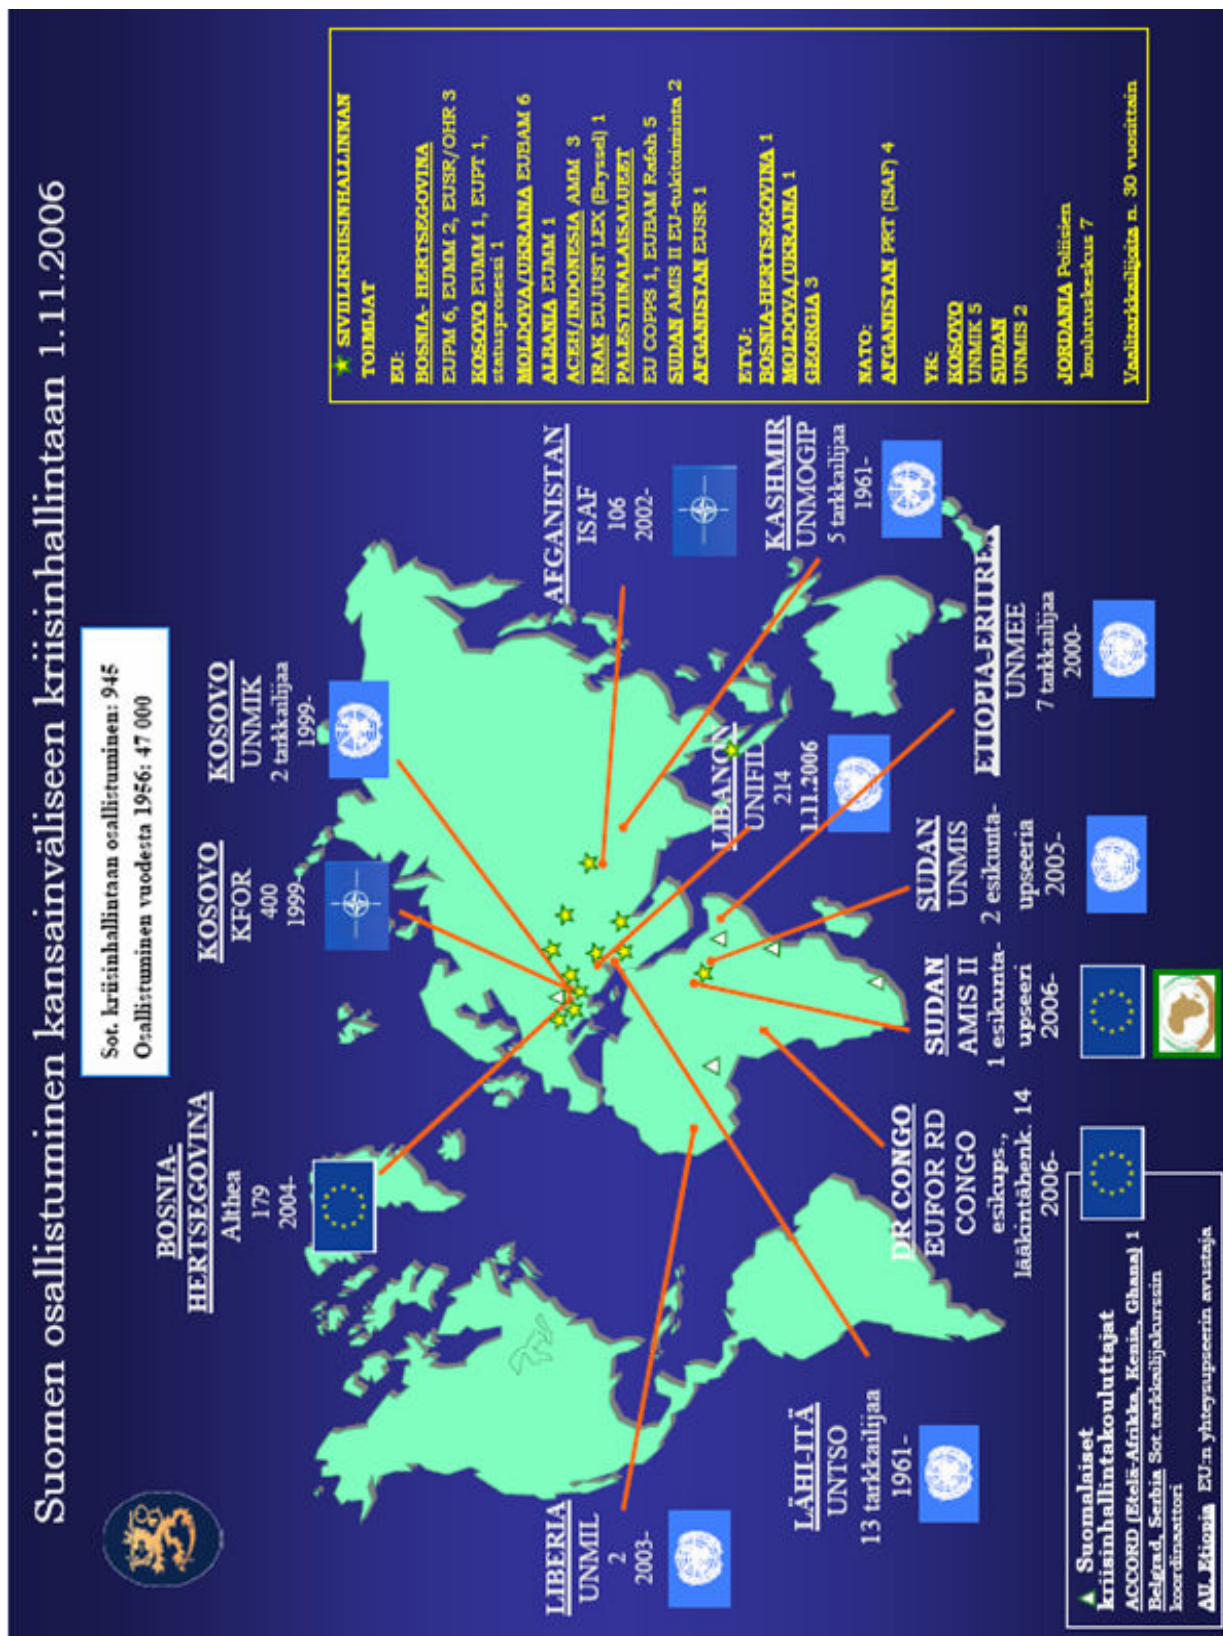 Suomen osallistuminen kansainväliseen kriisinhallintaan 1.11.2006
Sot. kriisinhallintaan osallistuminen: 945
Osallistuminen vuodesta 1956: 47 000
BOSNIA-
HERTSEGOVINA
Althea
179
2004-
KOSOVO
KFOR
400
1999-
KOSOVO
UNMIK
2 tarkkailijaa
1999-
AFGANISTAN
ISAF
106
2002-
KASHMIR
UNMOGIP
5 tarkkailijaa
1961-
LIBANON
UNIFIL
214
1.11.2006
ETIOPIA JA ERITREA
UNMEE
7 tarkkailijaa
2000-
SUDAN
UNMIS
2 esikunta-
upseeria
2005-
SUDAN
AMIS II
1 esikunta-
upseeri
2006-
DR CONGO
EUFOR RD
CONGO
esikups.,
lääkintähenk. 14
2006-
LÄHI-ITÄ
UNTSO
13 tarkkailijaa
1961-
LIBERIA
UNMIL
2
2003-
SIVIILIKRIISINHALLINNAN
TOIMIJAT
EU:
BOSNIA- HERTSEGOVINA
EUPM 6, EUMM 2, EUSR/OHR 3
KOSOVO EUMM 1, EUPT 1,
statusprosessi 1
MOLDOVA/UKRAINA EUBAM 6
ALBANIA EUMM 1
ACEH/INDONESIA AMM 3
IRAK EUJUST LEX (Bryssel) 1
PALESTIINALAISALUEET
EU COPPS 1, EUBAM Rafah 5
SUDAN AMIS II EU-tukitoiminta 2
AFGANISTAN EUSR 1
ETYJ:
BOSNIA-HERTSEGOVINA 1
MOLDOVA/UKRAINA 1
GEORGIA 3
NATO:
AFGANISTAN PRT (ISAF) 4
YK:
KOSOVO
UNMIK 5
SUDAN
UNMIS 2
JORDANIA Poliisien
koulutuskeskus 7
Vaalitarkkailijoita n. 30 vuosittain
Suomalaiset
kriisinhallintakouluttajat
ACCORD (Etelä-Afrikka, Kenia, Ghana) 1
Belgrad, Serbia Sot.tarkkailijakurssin
koordinaattori
AU, Etiopia EU:n yhteysupseerin avustaja